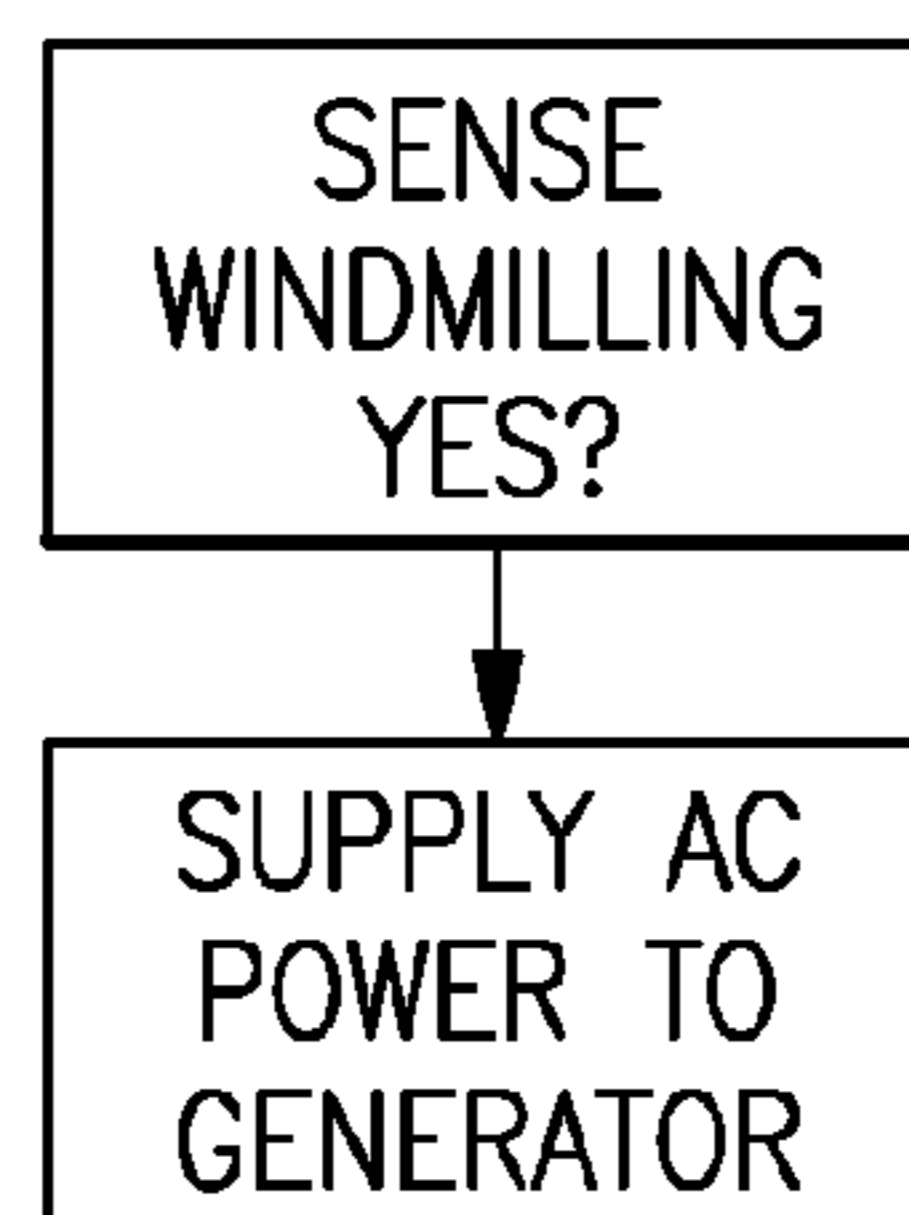 SENSE
WINDMILLING
YES?
SUPPLY AC
POWER TO
GENERATOR